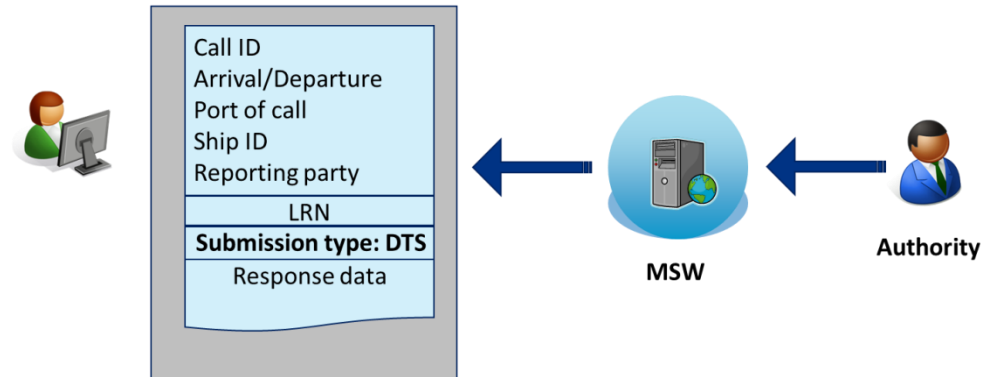 Call ID
Arrival/Departure
Port of call
Ship ID
Reporting party
LRN
Submission type: DTS
Response data
MSW
Authority